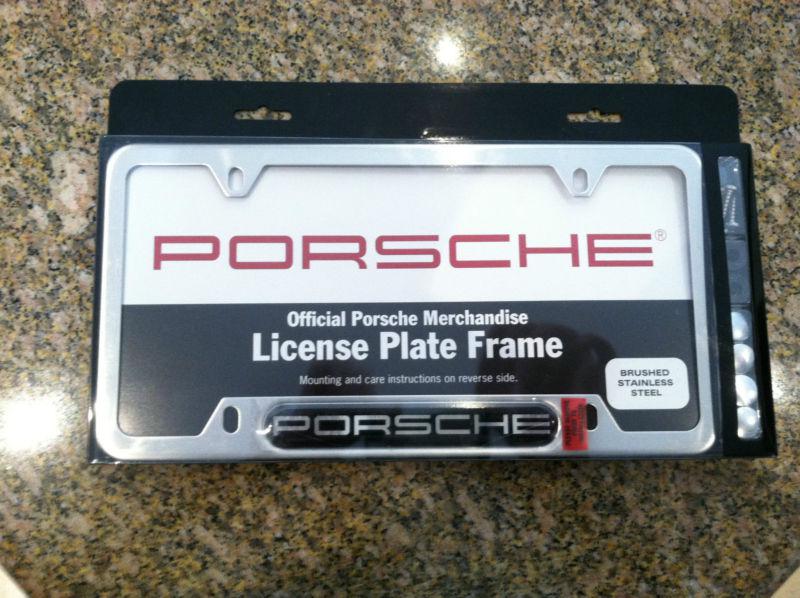 PORSCHE®
Official Porsche Merchandise
License Plate Frame
Mounting and care instructions on reverse side.
BRUSHED
STAINLESS
STEEL
PORSCHE